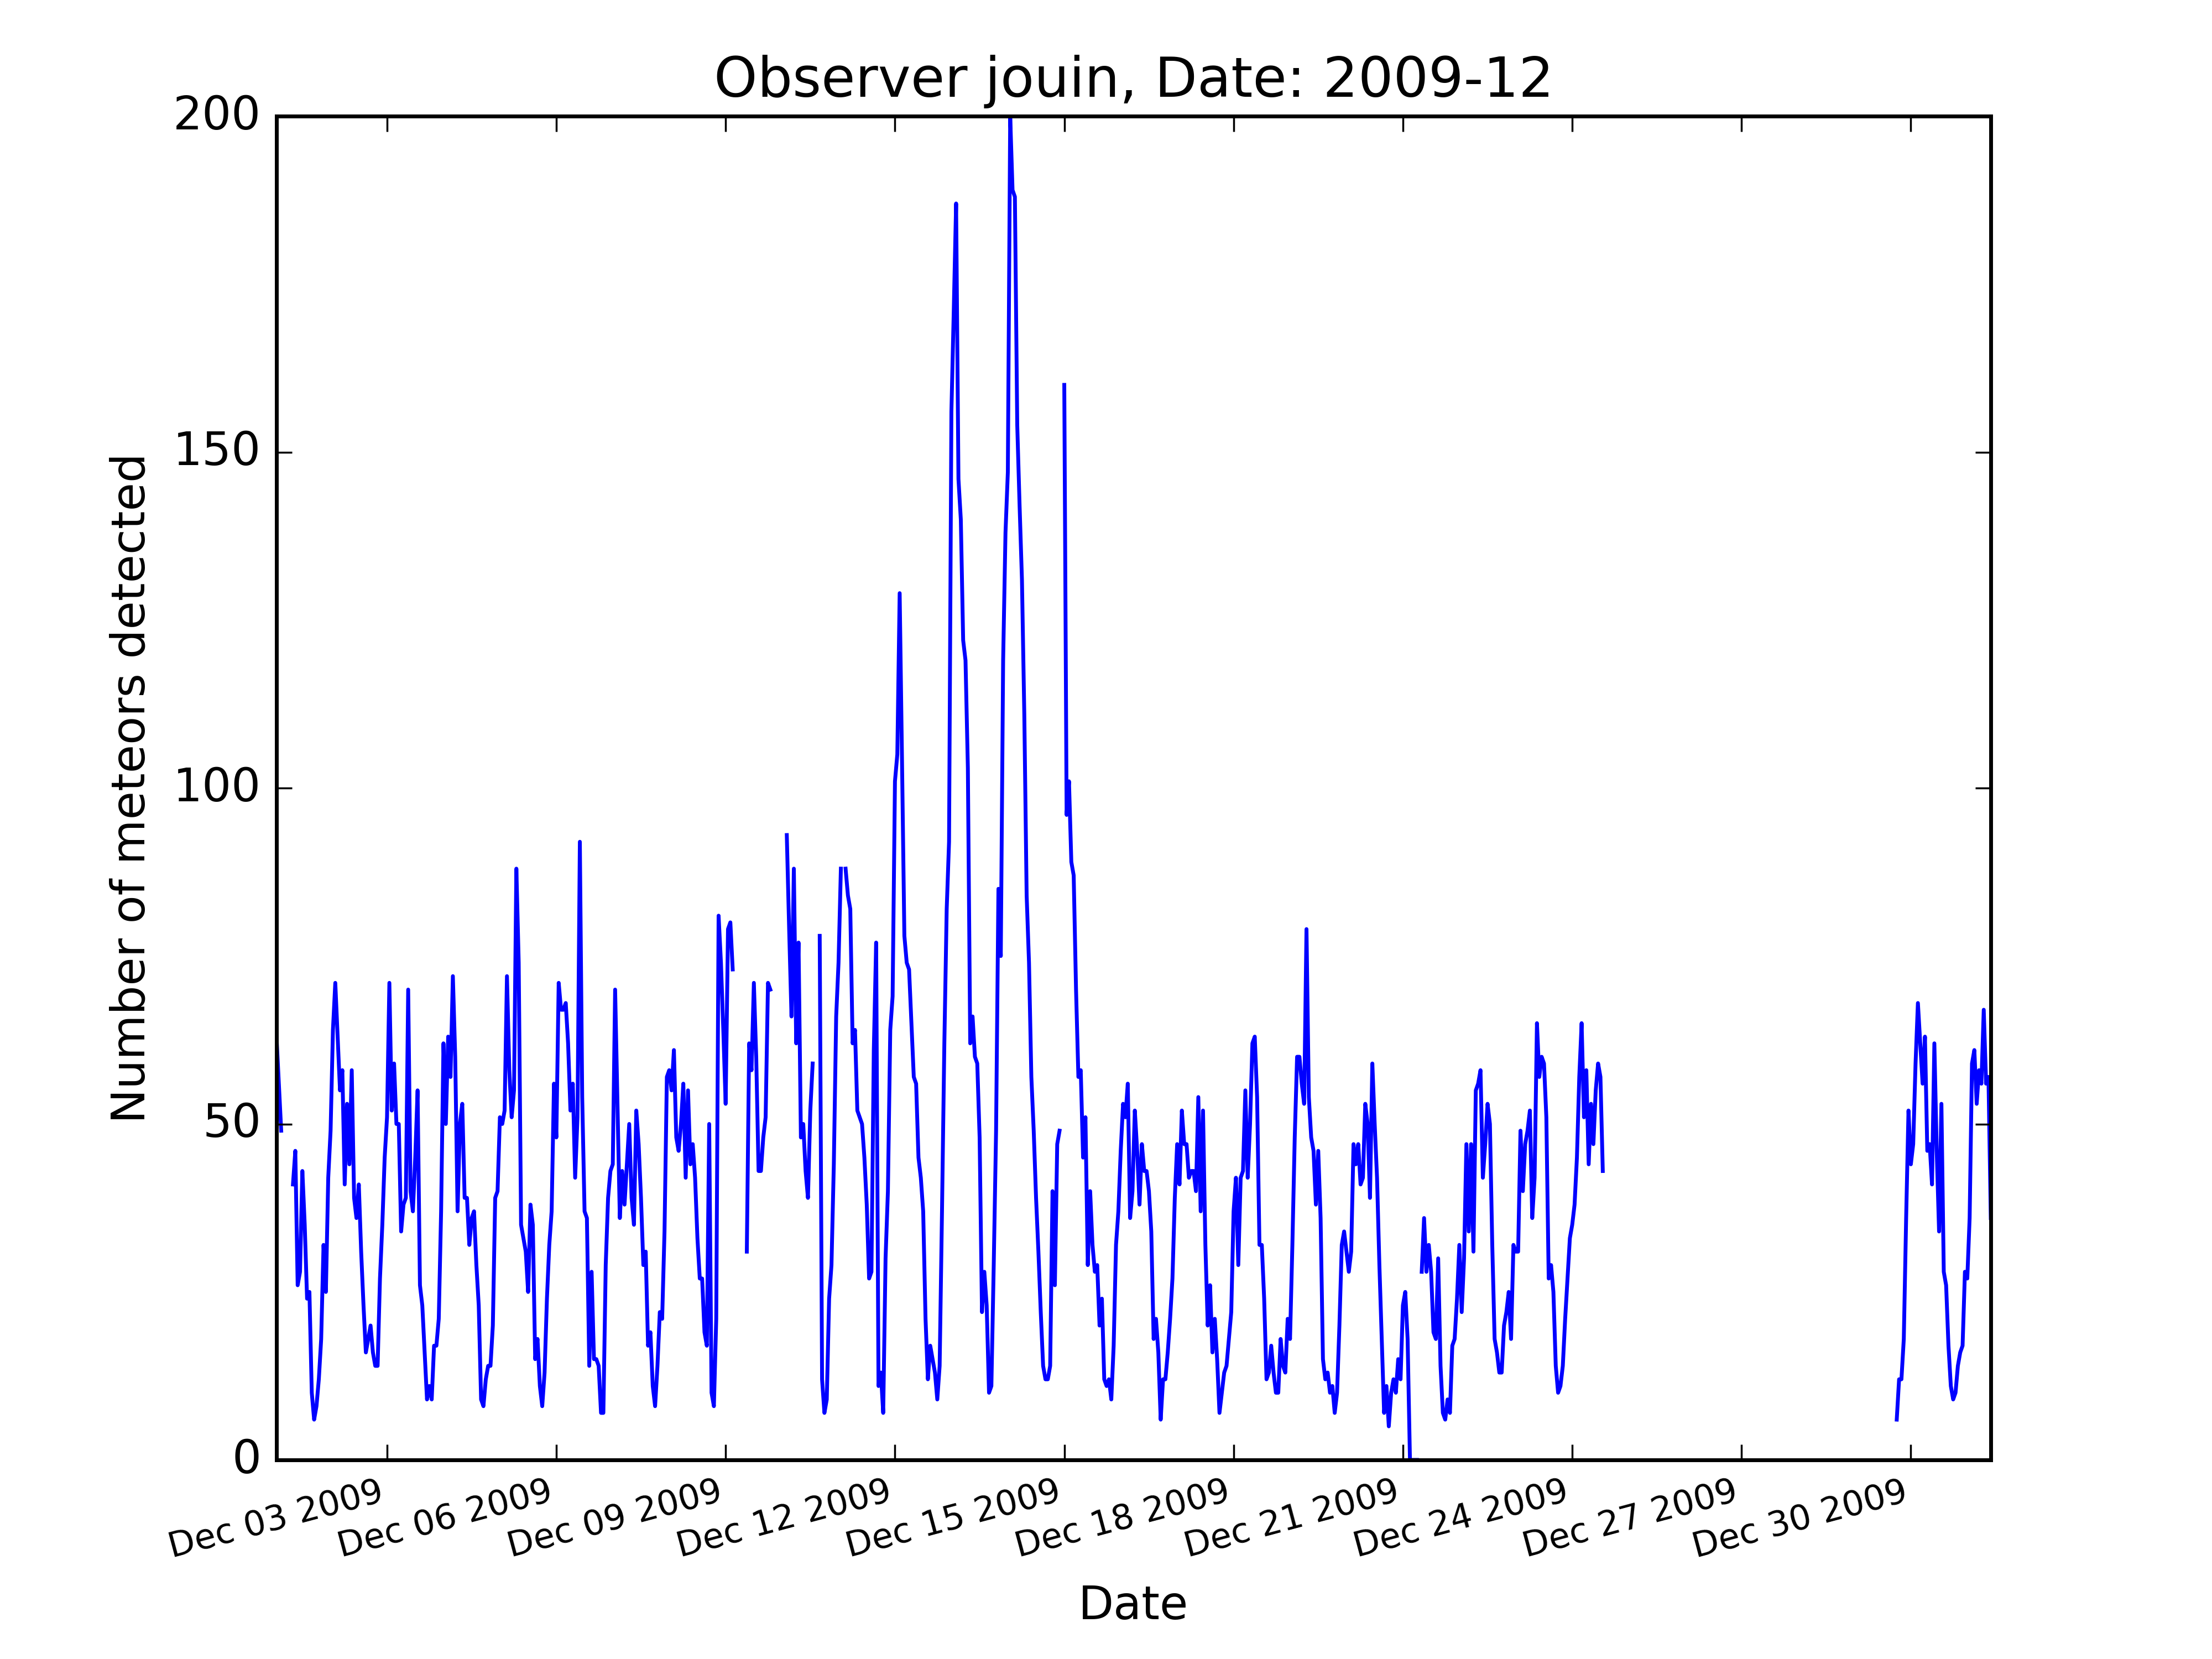 Observer jouin, Date: 2009-12
200
150
100
50
0
Number of meteors detected
Dec 03 2009
Dec 06 2009
Dec 09 2009
Dec 12 2009
Dec 15 2009
Dec 18 2009
Dec 21 2009
Dec 24 2009
Dec 27 2009
Dec 30 2009
Date